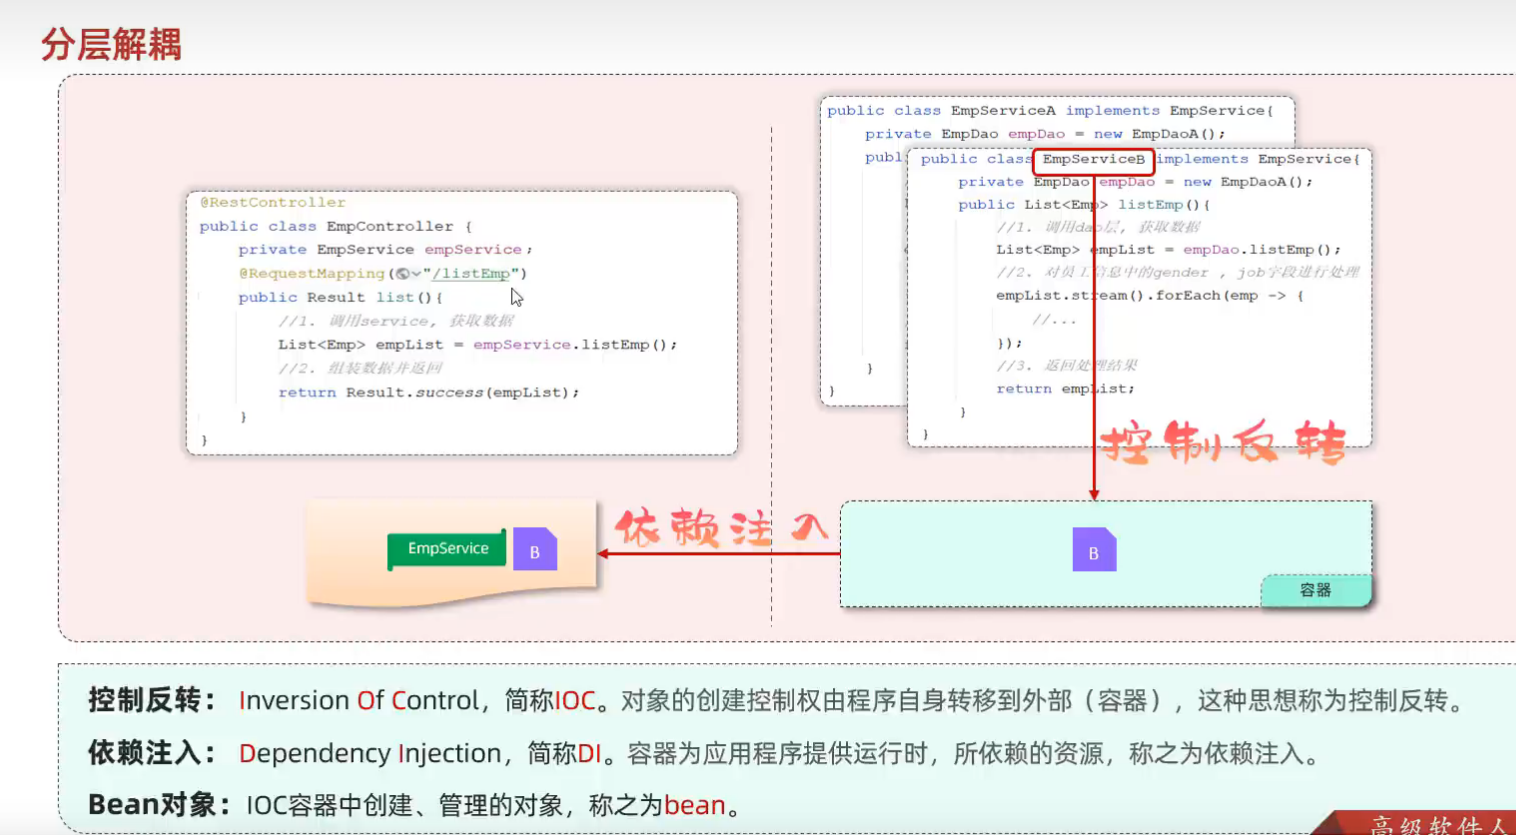 分层解耦
@RestController
public class EmpController {
private EmpService empService;
@RequestMapping("/listEmp")
public Result list(){
//1. 调用service, 获取数据
List<Emp> empList = empService.listEmp();
//2. 组装数据并返回
return Result.success(empList);
}
}
public class EmpServiceA implements EmpService{
private EmpDao empDao = new EmpDaoA();
publ
}
}
public class EmpServiceB implements EmpService{
private EmpDao empDao = new EmpDaoA();
public List<Emp> listEmp(){
//1. 调用dao层, 获取数据
List<Emp> empList = empDao.listEmp();
//2. 对员工信息中的gender , job字段进行处理
empList.stream().forEach(emp -> {
//...
});
//3. 返回处理结果
return empList;
}
}
控制反转
依赖注入
EmpService
B
B
容器
控制反转: Inversion Of Control,简称IOC。对象的创建控制权由程序自身转移到外部(容器),这种思想称为控制反转。
依赖注入: Dependency Injection,简称DI。容器为应用程序提供运行时,所依赖的资源,称之为依赖注入。
Bean对象: IOC容器中创建、管理的对象,称之为bean。
高级软件人